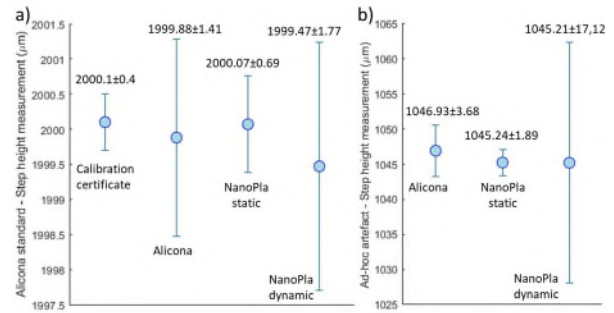 a)
Alicona standard - Step height measurement (μm)
2001.5
2001
2000.5
2000
1999.5
1999
1998.5
1998
1997.5
2000.1±0.4
Calibration
certificate
1999.88±1.41
Alicona
2000.07±0.69
NanoPla
static
1999.47±1.77
NanoPla
dynamic
b)
Ad-hoc artefact - Step height measurement (μm)
1065
1060
1055
1050
1045
1040
1035
1030
1025
1046.93±3.68
Alicona
1045.24±1.89
NanoPla
static
1045.21±17,12
NanoPla
dynamic